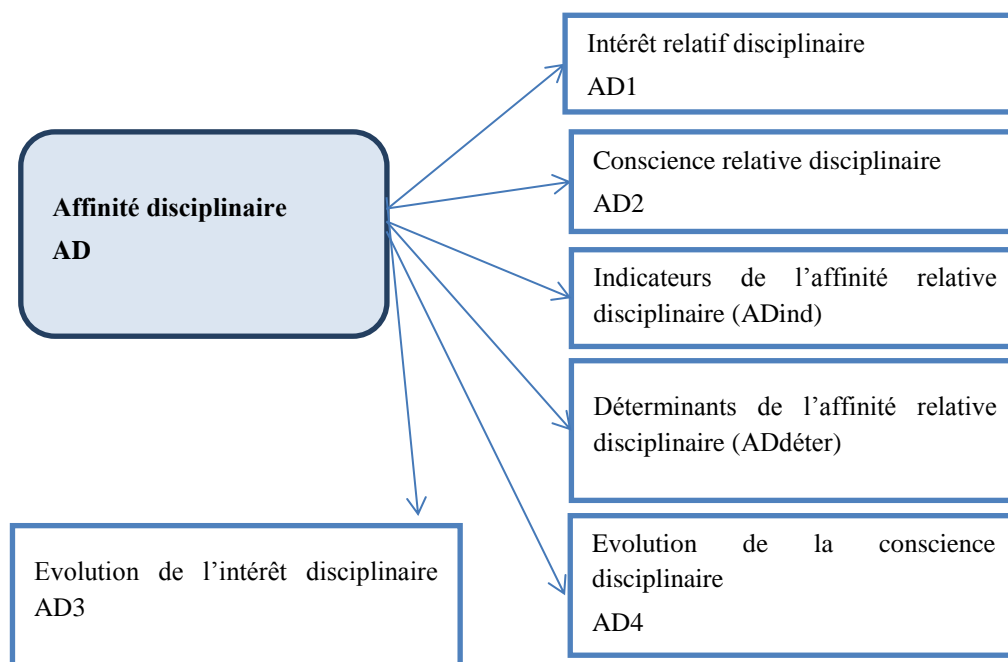 Intérêt relatif disciplinaire
AD1
Conscience relative disciplinaire
AD2
Affinité disciplinaire
AD
Indicateurs de l’affinité relative
disciplinaire (ADind)
Déterminants de l’affinité relative
disciplinaire (ADdéter)
Evolution de la conscience
disciplinaire
AD4
Evolution de l’intérêt disciplinaire
AD3